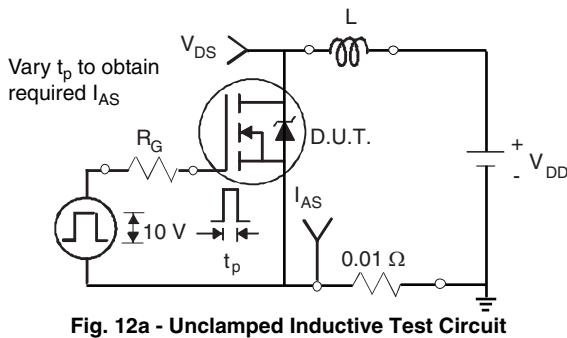 L
V_DS
Vary t_p to obtain
required I_AS
R_G
D.U.T.
+
V_DD
-
I_AS
10 V
t_p
0.01 Ω
Fig. 12a - Unclamped Inductive Test Circuit